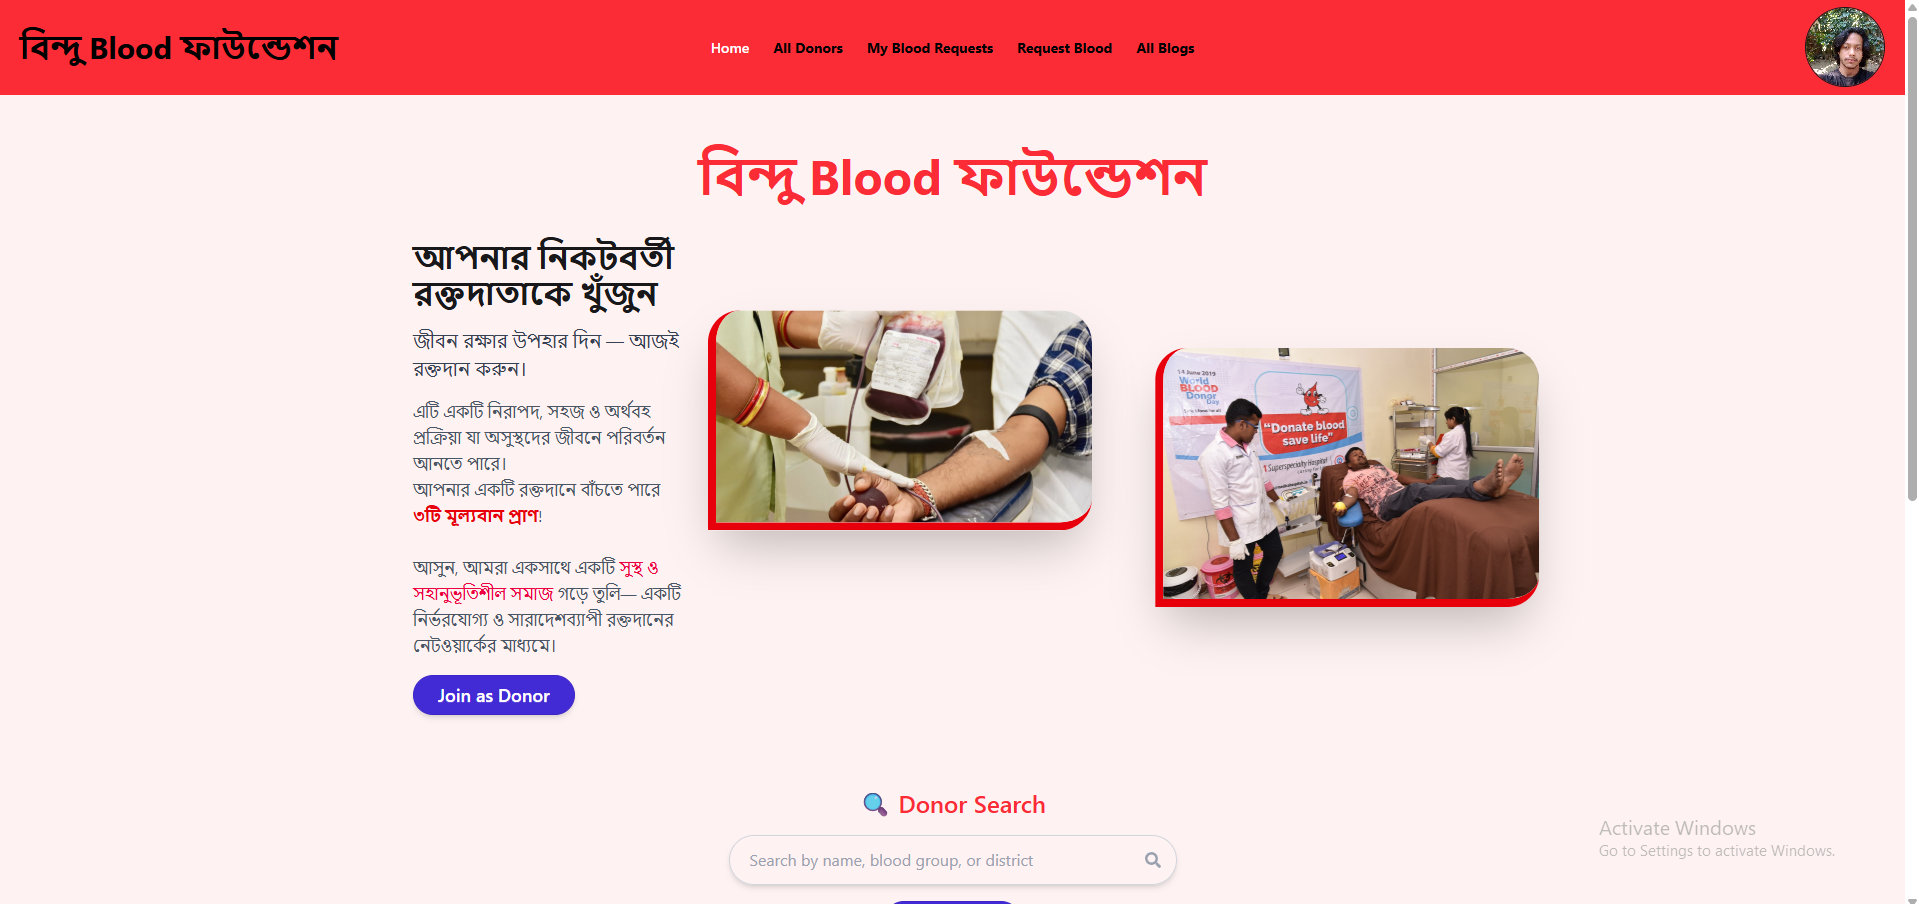 বিন্দু Blood ফাউন্ডেশন
Home All Donors My Blood Requests Request Blood All Blogs
বিন্দু Blood ফাউন্ডেশন
আপনার নিকটবর্তী
রক্তদাতাকে খুঁজুন
জীবন রক্ষার উপহার দিন — আজই
রক্তদান করুন।
এটি একটি নিরাপদ, সহজ ও অর্থবহ
প্রক্রিয়া যা অসুস্থদের জীবনে পরিবর্তন
আনতে পারে।
আপনার একটি রক্তদানে বাঁচতে পারে
৩টি মূল্যবান প্রাণ!
আসুন, আমরা একসাথে একটি সুস্থ ও
সহানুভূতিশীল সমাজ গড়ে তুলি— একটি
নির্ভরযোগ্য ও সারাদেশব্যাপী রক্তদানের
নেটওয়ার্কের মাধ্যমে।
Join as Donor
14 June 2019
World
BLOOD
Donor
Day
"Donate blood
save life"
Superspecialty Hospital
Donor Search
Search by name, blood group, or district
Activate Windows
Go to Settings to activate Windows.